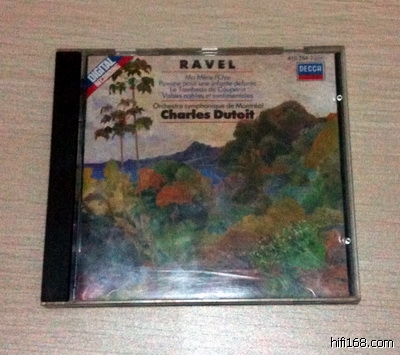 RAVEL
DIGITAL
DECCA
Ma Mère l'Oye
Pavane pour une infante défunte
Le Tombeau de Couperin
Valses nobles et sentimentales
Orchestre symphonique de Montréal
Charles Dutoit
hifi168.com